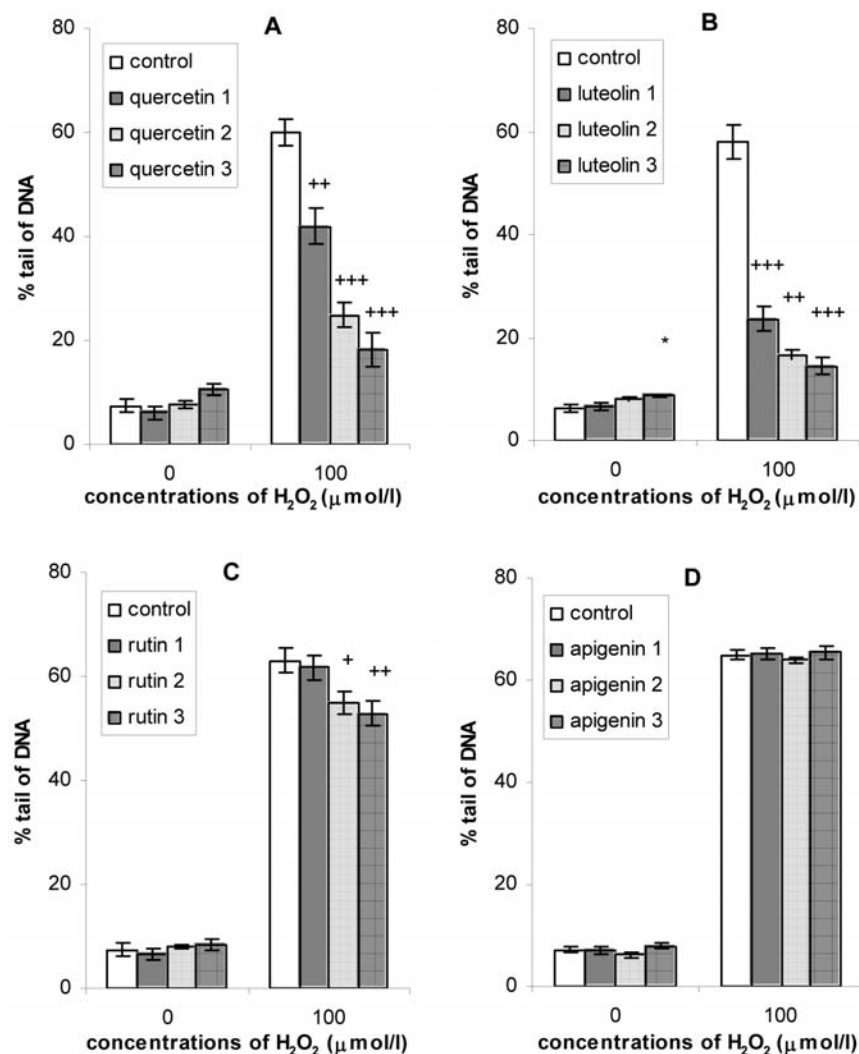 A
80
60
40
20
0
% tail of DNA
control
quercetin 1
quercetin 2
quercetin 3
++
+++
+++
0
100
concentrations of H₂O₂ (μmol/l)
B
80
60
40
20
0
% tail of DNA
control
luteolin 1
luteolin 2
luteolin 3
*
+++
++
+++
0
100
concentrations of H₂O₂ (μmol/l)
C
80
60
40
20
0
% tail of DNA
control
rutin 1
rutin 2
rutin 3
+
++
0
100
concentrations of H₂O₂ (μmol/l)
D
80
60
40
20
0
% tail of DNA
control
apigenin 1
apigenin 2
apigenin 3
0
100
concentrations of H₂O₂ (μmol/l)